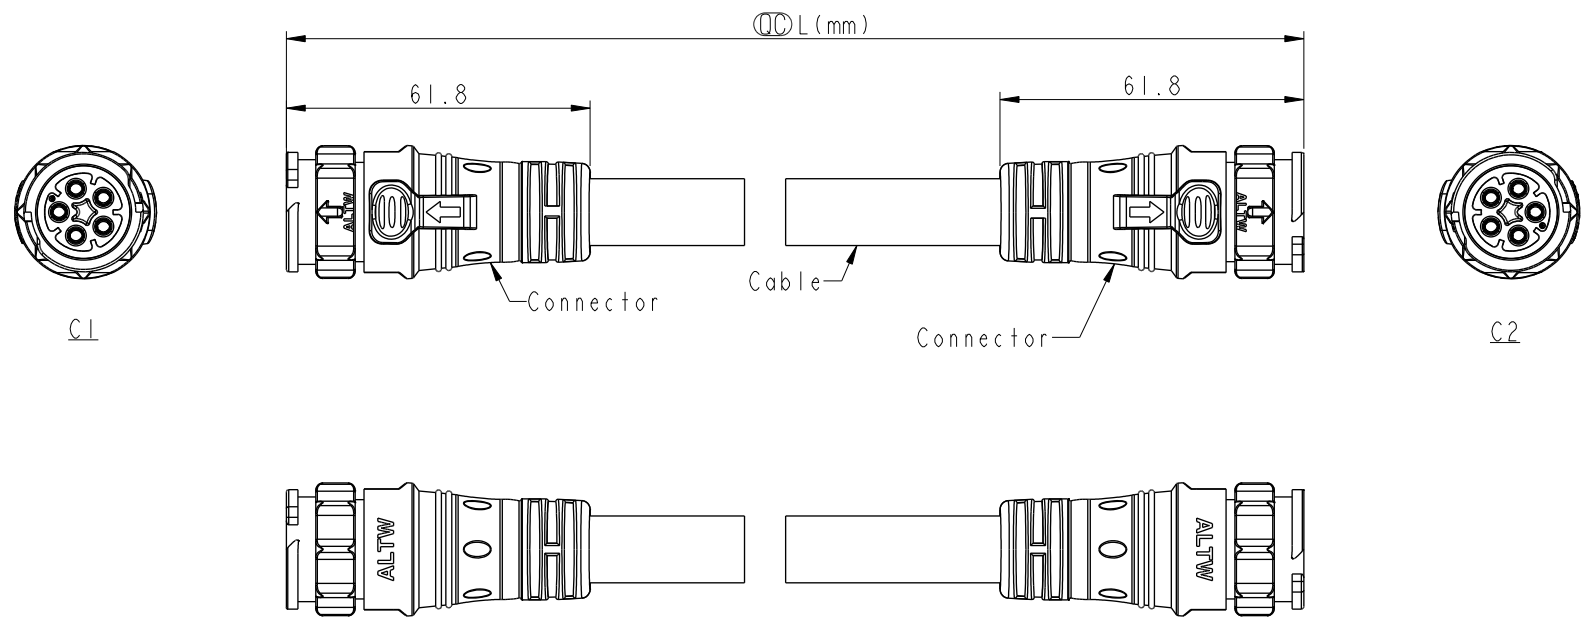 QC L(mm)
61.8
61.8
ALTW
ALTW
Cable
Connector
Connector
C1
C2
ALTW
ALTW